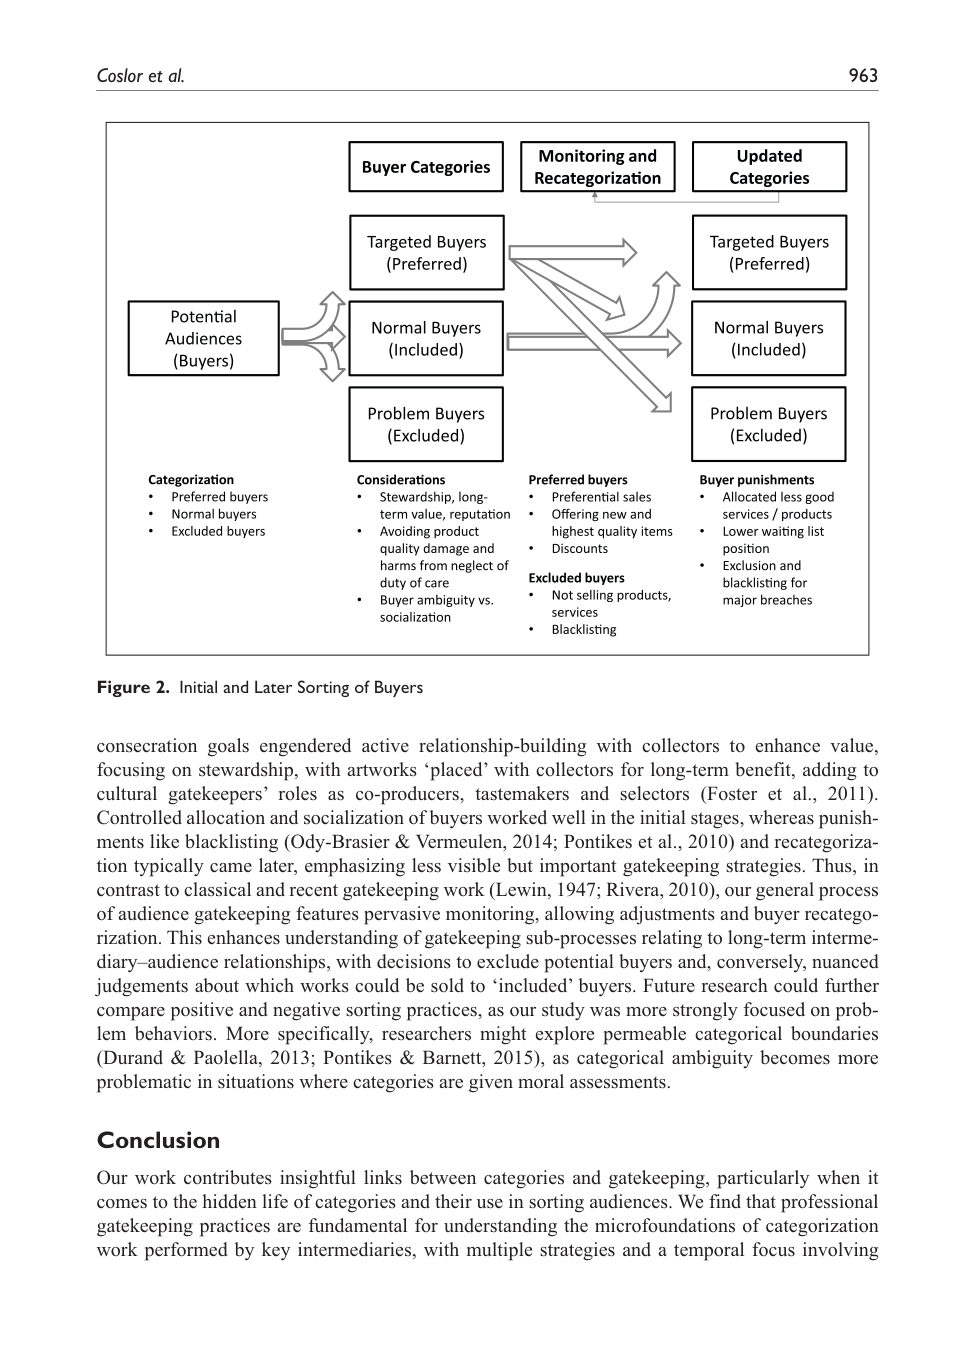 Coslor et al.
963
Buyer Categories
Monitoring and
Recategorization
Updated
Categories
Potential
Audiences
(Buyers)
Targeted Buyers
(Preferred)
Normal Buyers
(Included)
Problem Buyers
(Excluded)
Targeted Buyers
(Preferred)
Normal Buyers
(Included)
Problem Buyers
(Excluded)
Categorization
• Preferred buyers
• Normal buyers
• Excluded buyers
Considerations
• Stewardship, long-
term value, reputation
• Avoiding product
quality damage and
harms from neglect of
duty of care
• Buyer ambiguity vs.
socialization
Preferred buyers
• Preferential sales
• Offering new and
highest quality items
• Discounts
Excluded buyers
• Not selling products,
services
• Blacklisting
Buyer punishments
• Allocated less good
services / products
• Lower waiting list
position
• Exclusion and
blacklisting for
major breaches
Figure 2. Initial and Later Sorting of Buyers
consecration goals engendered active relationship-building with collectors to enhance value,
focusing on stewardship, with artworks ‘placed’ with collectors for long-term benefit, adding to
cultural gatekeepers’ roles as co-producers, tastemakers and selectors (Foster et al., 2011).
Controlled allocation and socialization of buyers worked well in the initial stages, whereas punish-
ments like blacklisting (Ody-Brasier & Vermeulen, 2014; Pontikes et al., 2010) and recategoriza-
tion typically came later, emphasizing less visible but important gatekeeping strategies. Thus, in
contrast to classical and recent gatekeeping work (Lewin, 1947; Rivera, 2010), our general process
of audience gatekeeping features pervasive monitoring, allowing adjustments and buyer recatego-
rization. This enhances understanding of gatekeeping sub-processes relating to long-term interme-
diary–audience relationships, with decisions to exclude potential buyers and, conversely, nuanced
judgements about which works could be sold to ‘included’ buyers. Future research could further
compare positive and negative sorting practices, as our study was more strongly focused on prob-
lem behaviors. More specifically, researchers might explore permeable categorical boundaries
(Durand & Paolella, 2013; Pontikes & Barnett, 2015), as categorical ambiguity becomes more
problematic in situations where categories are given moral assessments.
Conclusion
Our work contributes insightful links between categories and gatekeeping, particularly when it
comes to the hidden life of categories and their use in sorting audiences. We find that professional
gatekeeping practices are fundamental for understanding the microfoundations of categorization
work performed by key intermediaries, with multiple strategies and a temporal focus involving